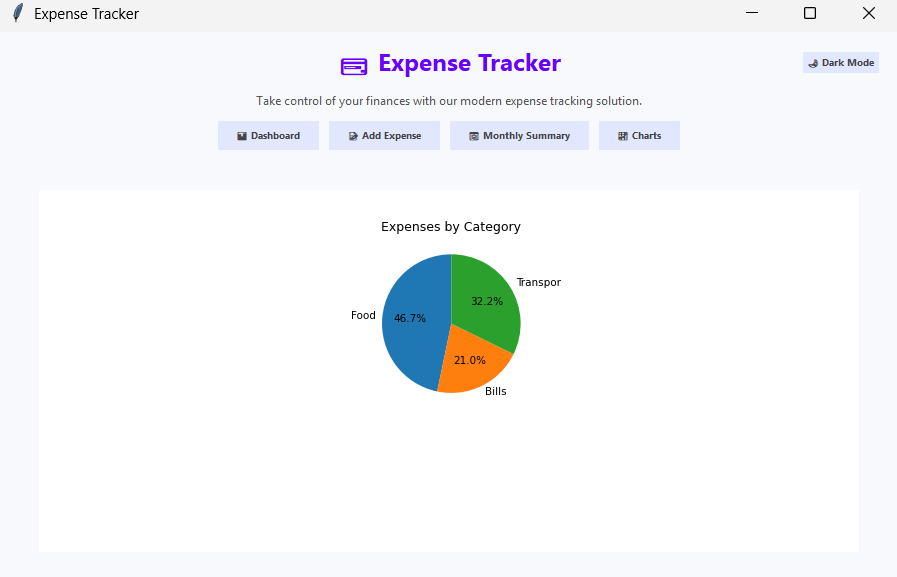 Expense Tracker
Expense Tracker
Dark Mode
Take control of your finances with our modern expense tracking solution.
Dashboard Add Expense Monthly Summary Charts
Expenses by Category
Transpor
32.2%
Food
46.7%
21.0%
Bills